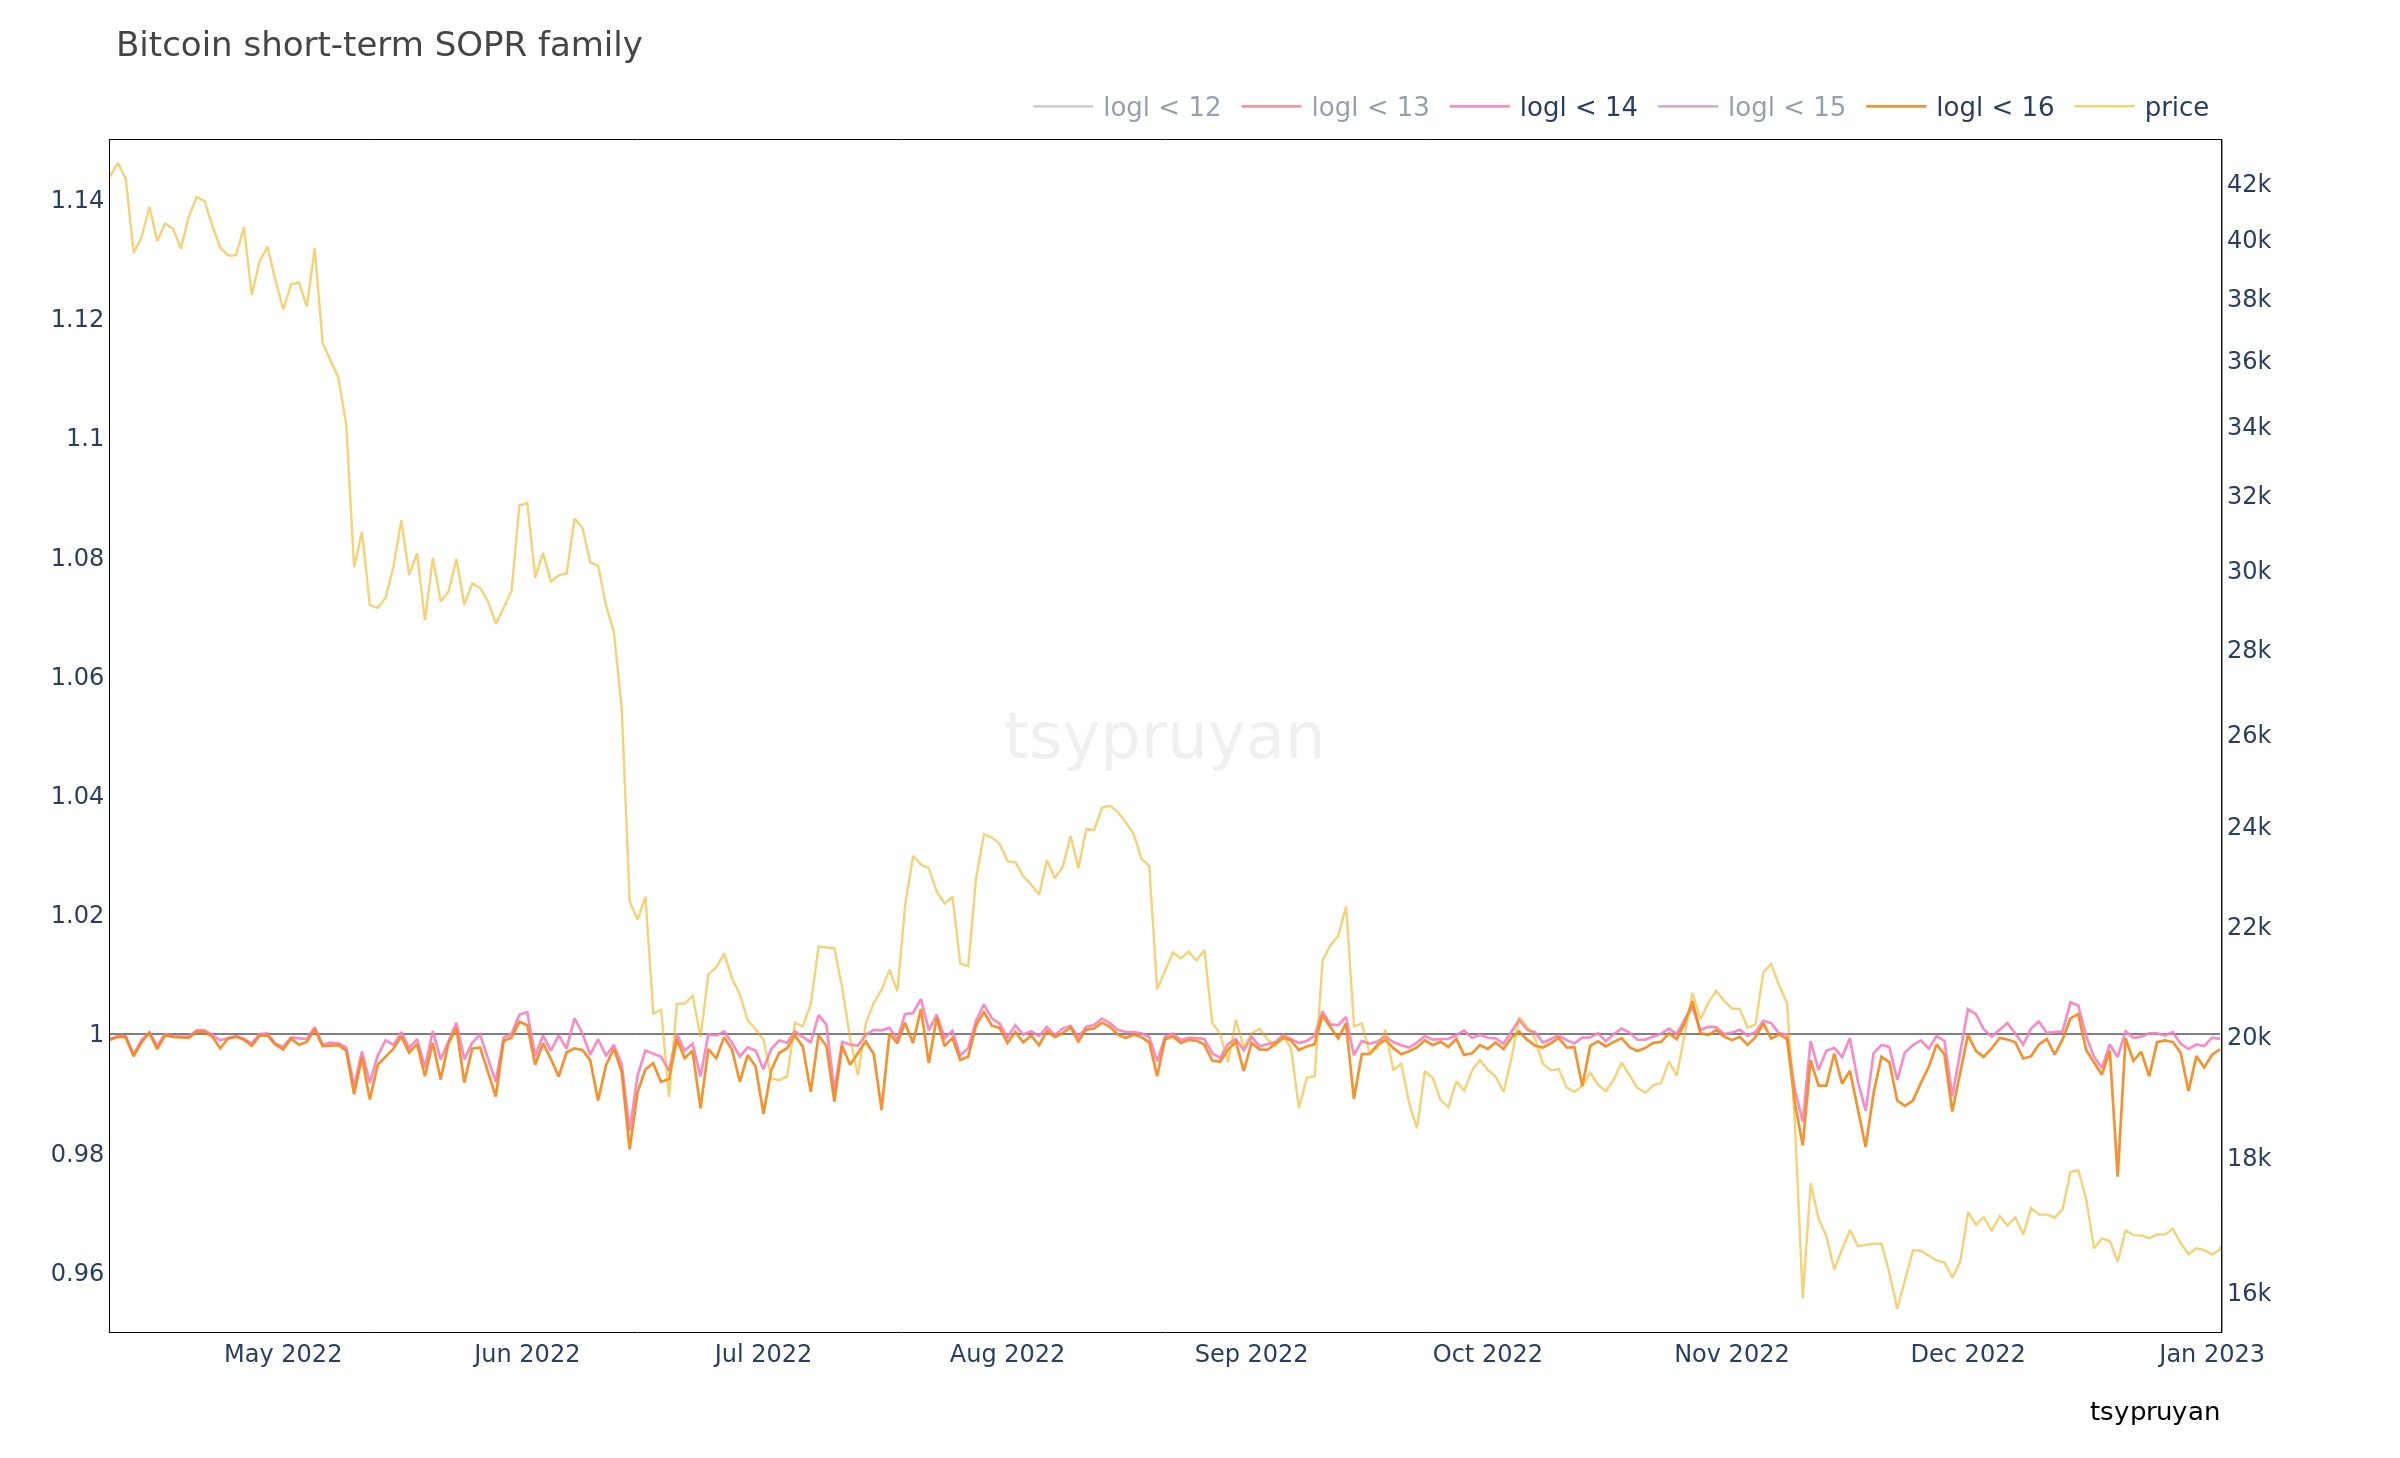 Bitcoin short-term SOPR family
logl < 12 logl < 13 logl < 14 logl < 15 logl < 16 price
1.14
1.12
1.1
1.08
1.06
1.04
1.02
1
0.98
0.96
42k
40k
38k
36k
34k
32k
30k
28k
26k
24k
22k
20k
18k
16k
tsypruyan
May 2022 Jun 2022 Jul 2022 Aug 2022 Sep 2022 Oct 2022 Nov 2022 Dec 2022 Jan 2023
tsypruyan